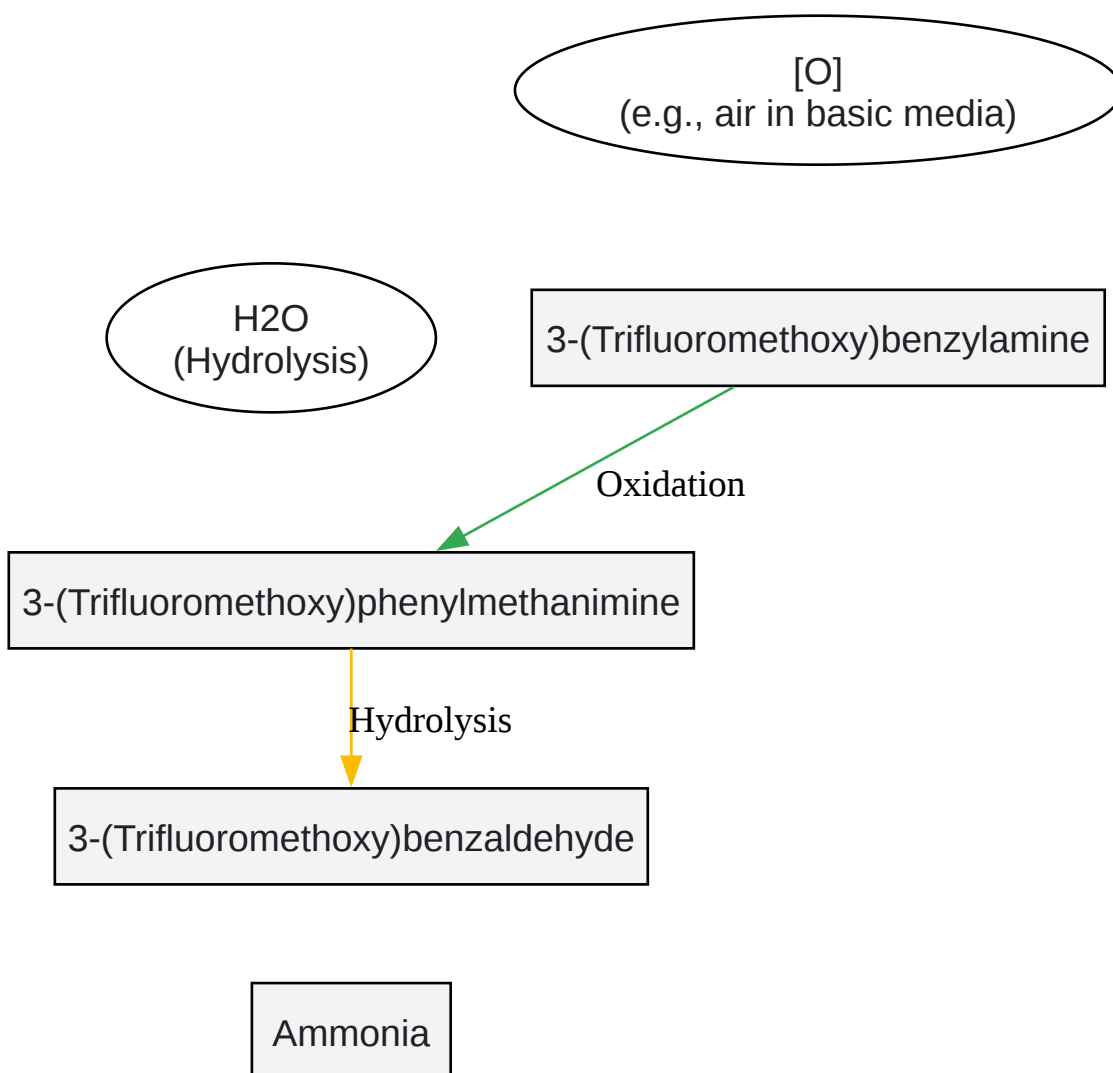 [O]
(e.g., air in basic media)
H2O
(Hydrolysis)
3-(Trifluoromethoxy)benzylamine
Oxidation
3-(Trifluoromethoxy)phenylmethanimine
Hydrolysis
3-(Trifluoromethoxy)benzaldehyde
Ammonia